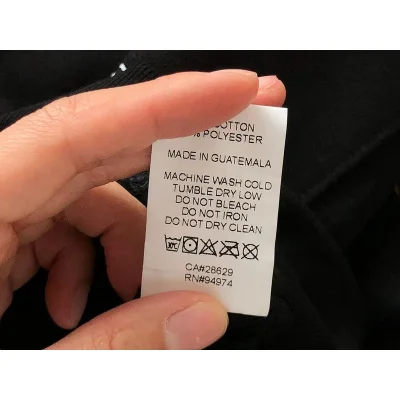 COTTON
% POLYESTER
MADE IN GUATEMALA
MACHINE WASH COLD
TUMBLE DRY LOW
DO NOT BLEACH
DO NOT IRON
DO NOT DRY CLEAN
CA#28629
RN#94974